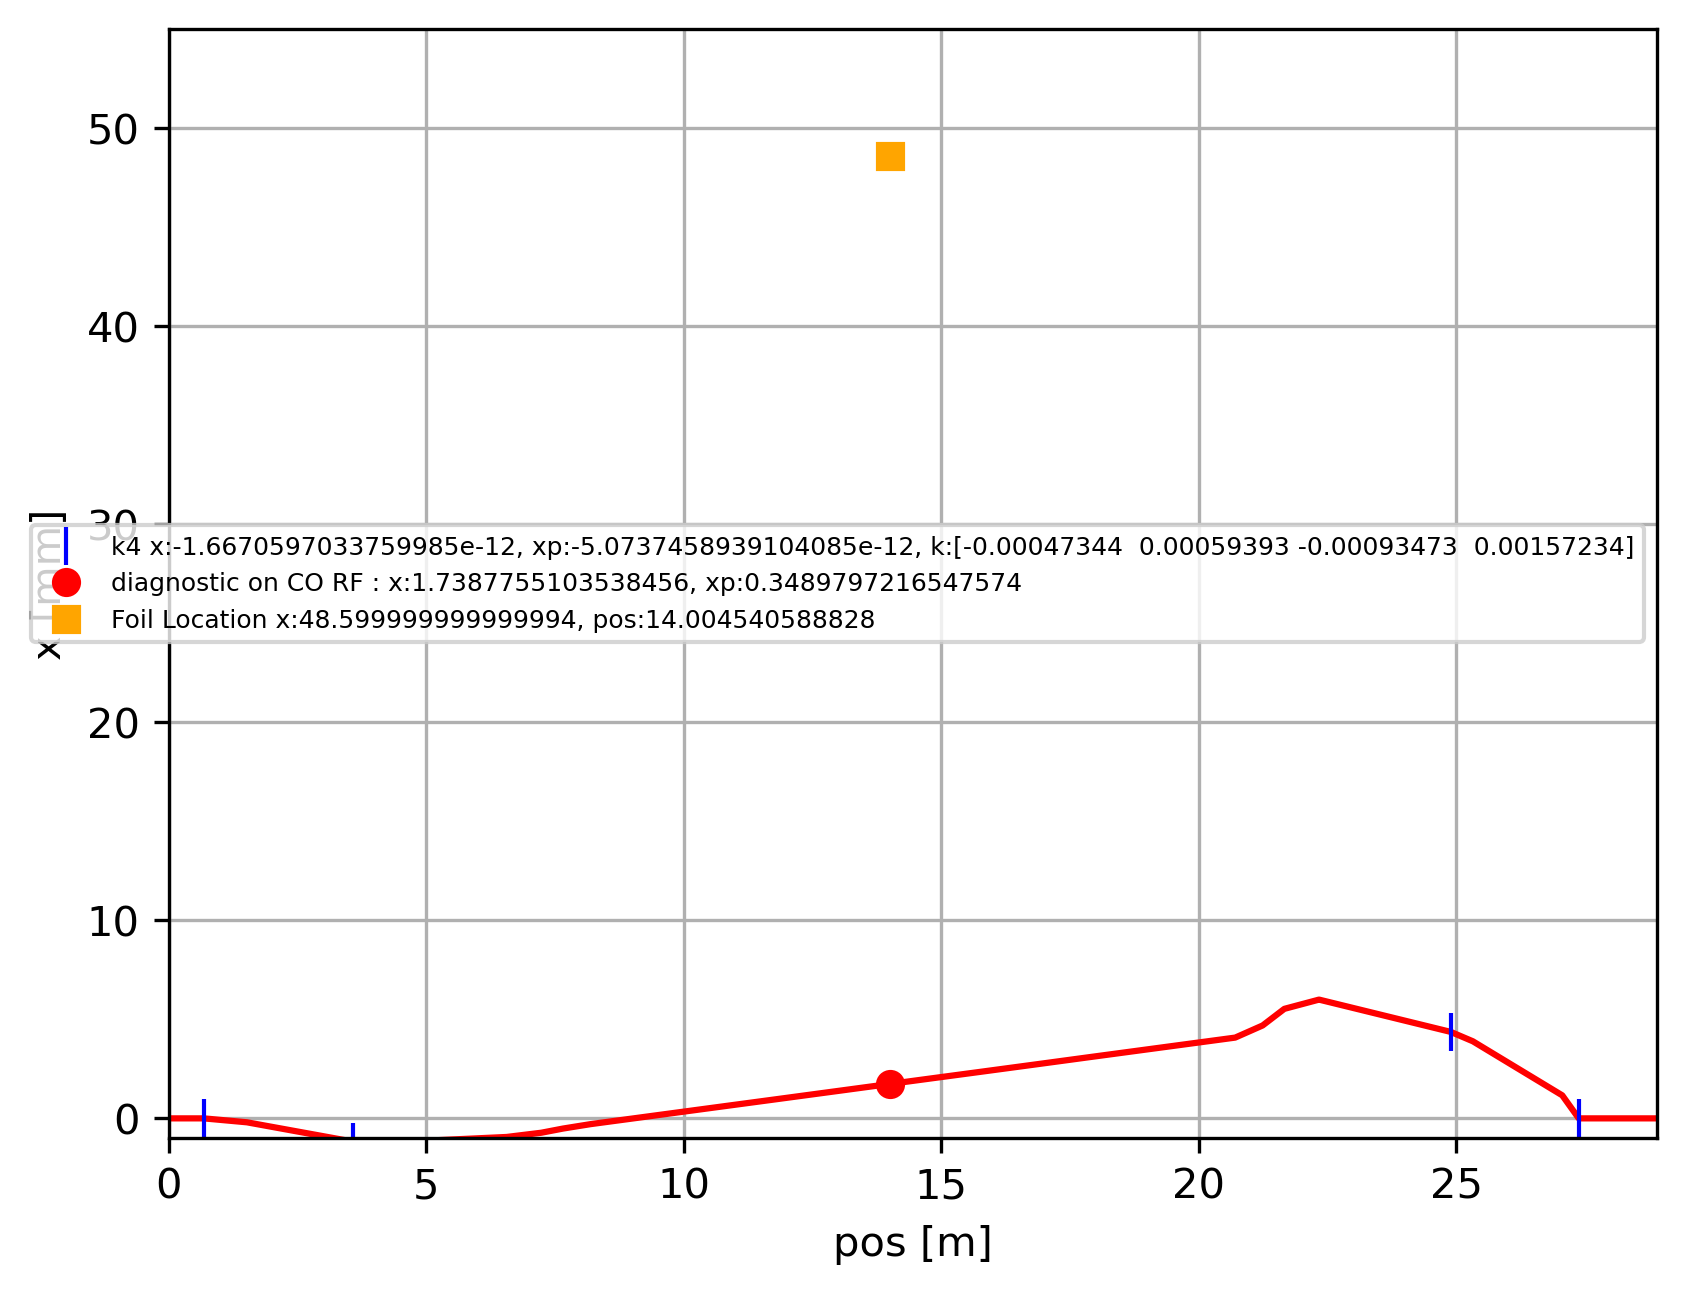 50
40
30
x [mm]
k4 x:-1.6670597033759985e-12, xp:-5.0737458939104085e-12, k:[-0.00047344  0.00059393 -0.00093473  0.00157234]
diagnostic on CO RF : x:1.7387755103538456, xp:0.3489797216547574
Foil Location x:48.599999999999994, pos:14.004540588828
20
10
0
0 5 10 15 20 25
pos [m]